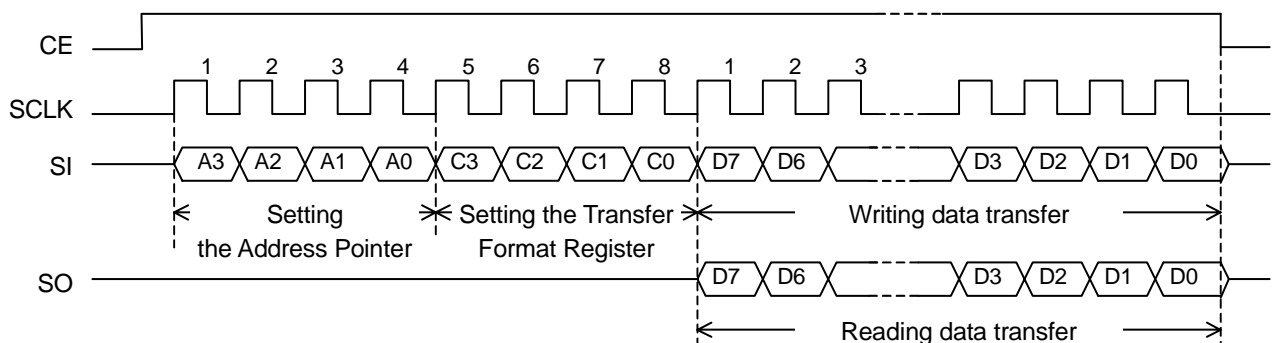 CE
1 2 3 4 5 6 7 8 1 2 3
SCLK
SI A3 A2 A1 A0 C3 C2 C1 C0 D7 D6 D3 D2 D1 D0
Setting Setting the Transfer Writing data transfer
the Address Pointer Format Register
SO D7 D6 D3 D2 D1 D0
Reading data transfer